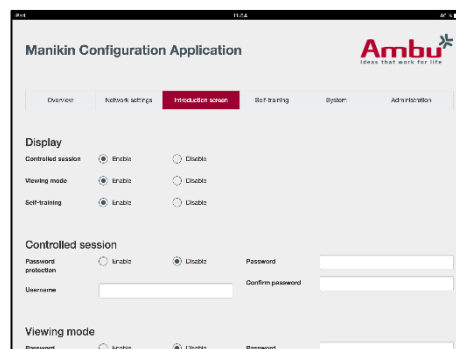 iPad 11:04
Manikin Configuration Application
Ambu
Ideas that work for life
Overview Network settings Introduction screen Self-training System Administration
Display
Controlled session Enable Disable
Viewing mode Enable Disable
Self-training Enable Disable
Controlled session
Password protection Enable Disable Password
Username Confirm password
Viewing mode
Password Enable Disable Password